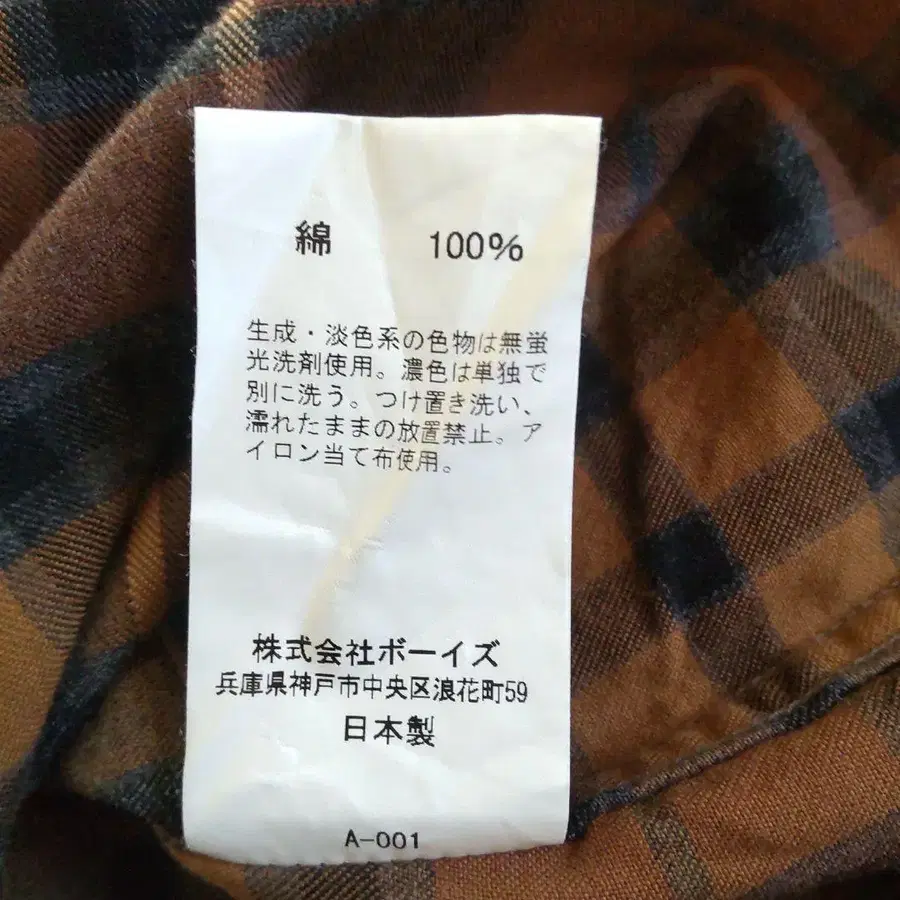 綿 100%
生成・淡色系の色物は無蛍
光洗剤使用。濃色は単独で
別に洗う。つけ置き洗い、
濡れたままの放置禁止。ア
イロン当て布使用。
株式会社ボーイズ
兵庫県神戸市中央区浪花町59
日本製
A-001